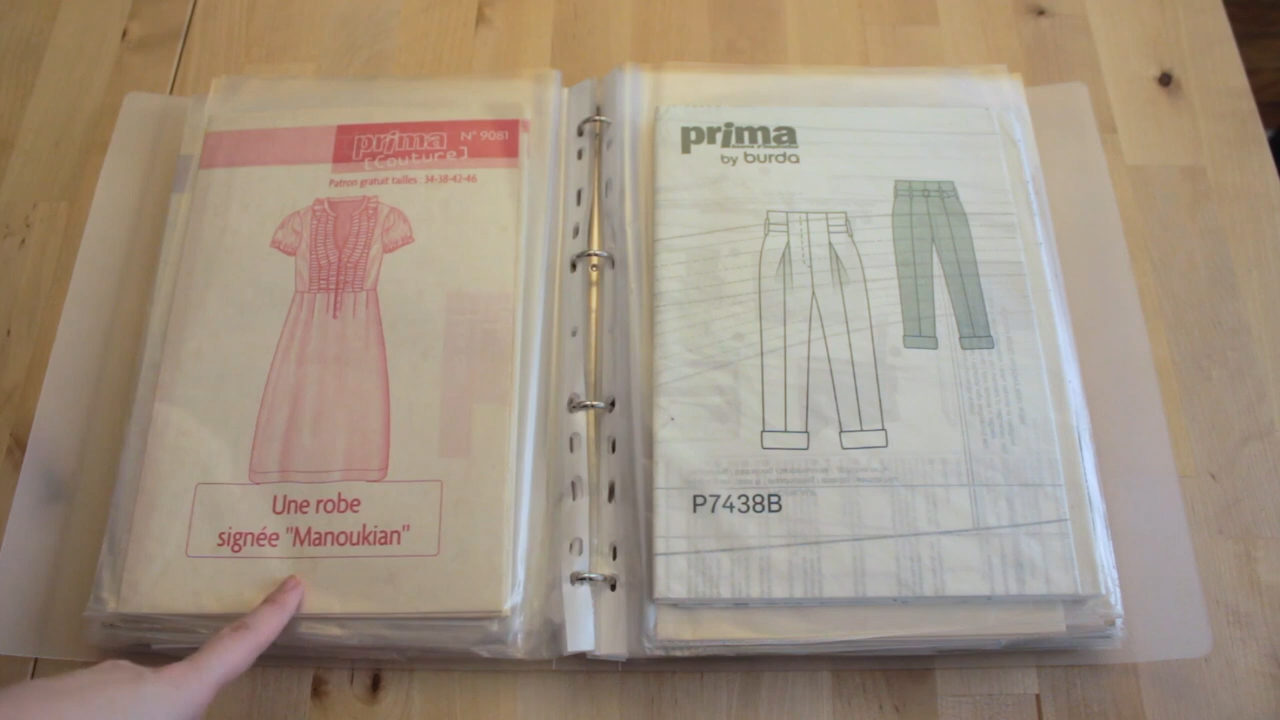 prima
[Couture]
N° 9081
Patron gratuit tailles : 34-38-42-46
Une robe
signée "Manoukian"
prima
by burda
P7438B